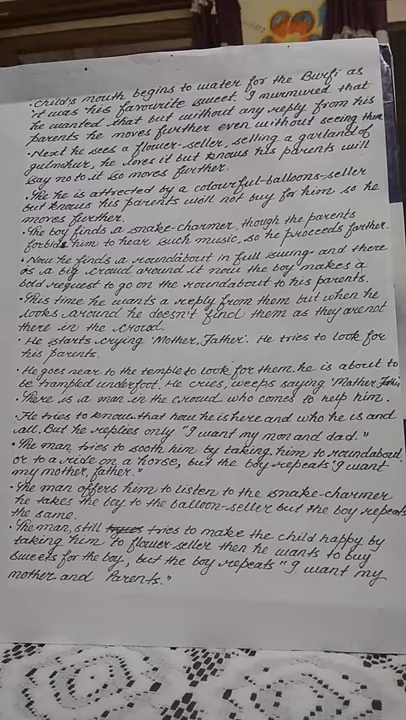 • Child's mouth begins to water for the Burfi as
it was his favourite sweet. I murmured that
he wanted that but without any reply from his
parents he moves further even without seeing them
• Next he sees a flower-seller, selling a garland of
gulmohur, he loves it but knows his parents will
say no to it so moves further.
• The he is attrected by a colourful-balloons-seller
but knows his parents will not buy for him so he
moves further.
• The boy finds a snake-charmer, though the parents
forbids him to hear such music, so he proceeds farther.
• Now he finds a roundabout in full swing and there
is a big croud around it now the boy makes a
bold request to go on the roundabout to his parents.
• This time he wants a reply from them but when he
looks around he doesn't find them as they are not
there in the croud.
• He starts crying 'Mother, Father'. He tries to look for
his parents.
• He goes near to the temple to look for them, he is about to
be trampled underfoot. He cries, weeps saying 'Mother,
• There is a man in the croud who comes to help him.
He tries to know that how he is here and who he is and
all. But he replies only "I want my mom and dad."
• The man tries to sooth him by taking him to roundabout
or to a ride on a horse, but the boy repeats "I want
my mother, father."
• The man offers him to listen to the snake-charmer
he takes the boy to the balloon-seller but the boy repeats
the same.
• The man still tries to make the child happy by
taking him to flower-seller then he wants to buy
sweets for the boy, but the boy repeats "I want my
mother and Parents."